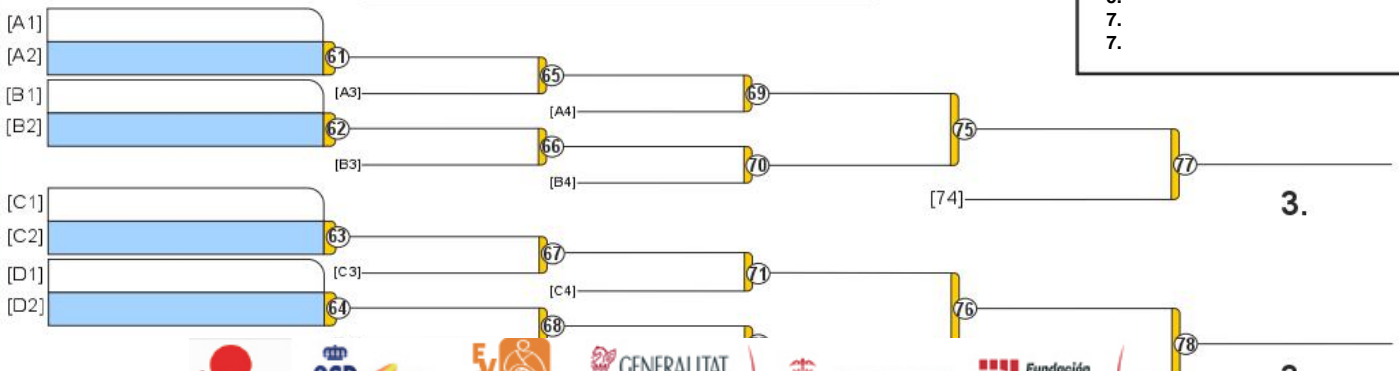 7.
7.
[A1]
[A2]
61
[A3]
65
[A4]
69
[B1]
[B2]
62
[B3]
66
[B4]
70
75
[74]
77
3.
[C1]
[C2]
63
[C3]
67
[C4]
71
[D1]
[D2]
64
68
76
78
GENERALITAT
Fundación